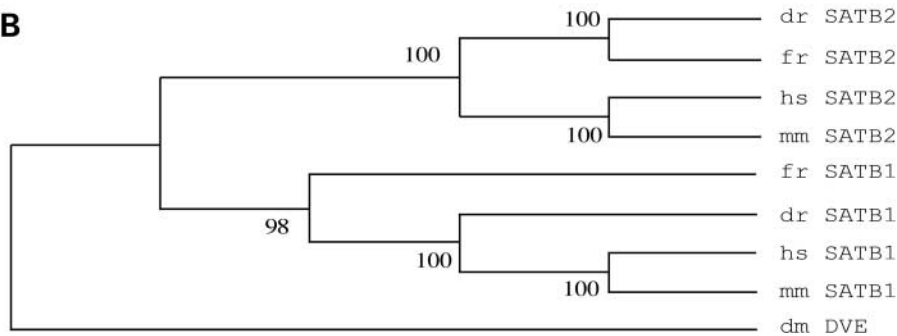 B
100
dr SATB2
100
fr SATB2
hs SATB2
100
mm SATB2
fr SATB1
98
dr SATB1
100
hs SATB1
100
mm SATB1
dm DVE